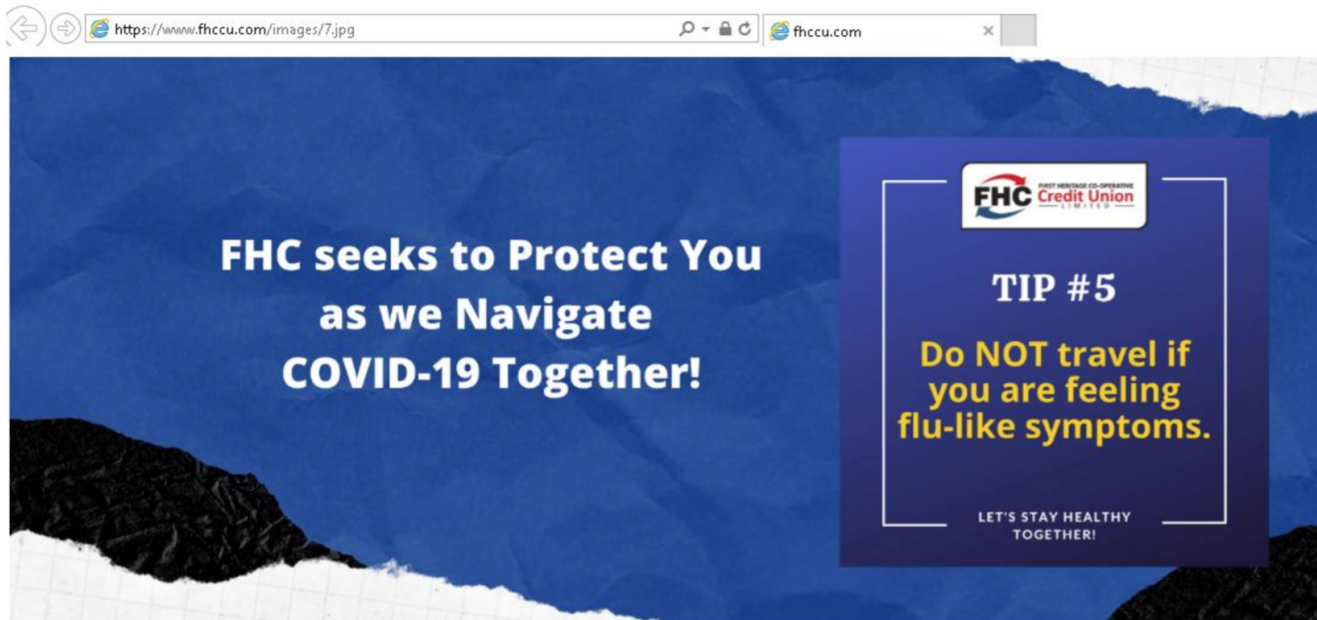 https://www.fhccu.com/images/7.jpg
fhccu.com
FHC seeks to Protect You
as we Navigate
COVID-19 Together!
FHC
FIRST HERITAGE CO-OPERATIVE
Credit Union
LIMITED
TIP #5
Do NOT travel if
you are feeling
flu-like symptoms.
LET'S STAY HEALTHY
TOGETHER!